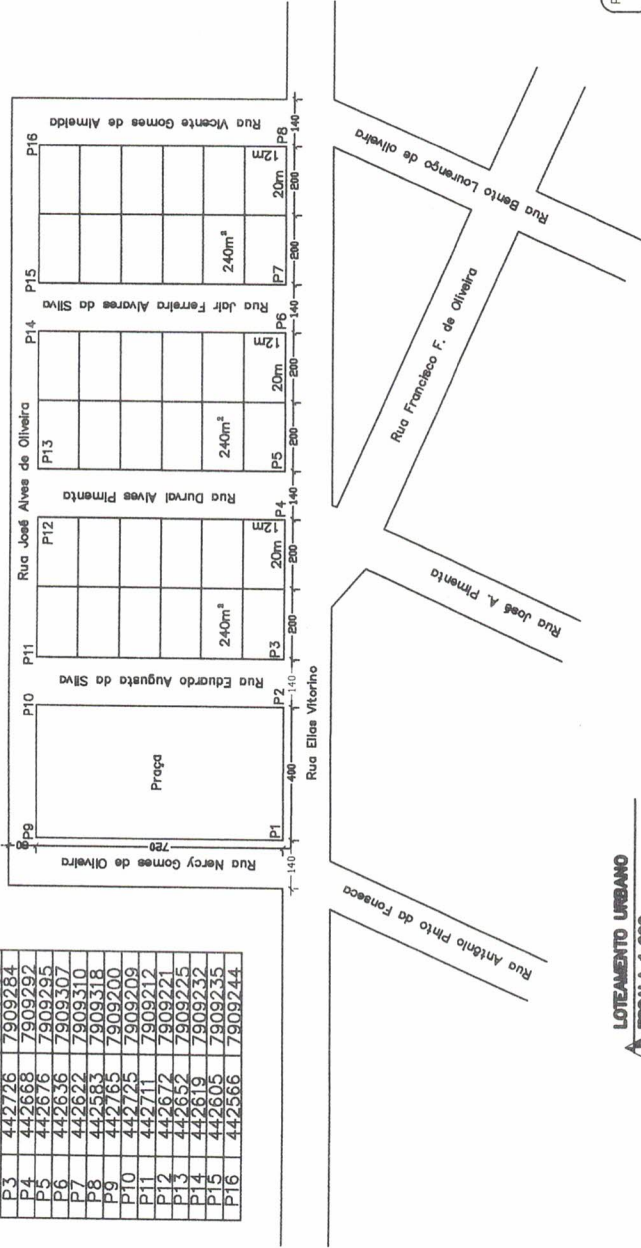 P3 442726 7909284
P4 442668 7909292
P5 442676 7909295
P6 442636 7909307
P7 442622 7909310
P8 442583 7909318
P9 442765 7909200
P10 442725 7909209
P11 442711 7909212
P12 442672 7909221
P13 442652 7909225
P14 442619 7909232
P15 442605 7909235
P16 442566 7909244
Rua José Alves de Oliveira
P9
P10
P11
P12
P13
P14
P15
P16
Rua Nercy Gomes de Oliveira
720
Praça
Rua Eduardo Augusta da Silva
240m²
12m
20m
Rua Durval Alves Pimenta
240m²
12m
20m
Rua Jair Ferreira Alvares da Silva
240m²
12m
20m
Rua Vicente Gomes de Almeida
P1
P2
P3
P4
P5
P6
P7
P8
140
400
140
200
200
140
200
200
140
200
200
140
Rua Elias Vitorino
Rua Antônio Pinto da Fonseca
Rua José A. Pimenta
Rua Francisco F. de Oliveira
Rua Bento Lourenço de oliveira
LOTEAMENTO URBANO